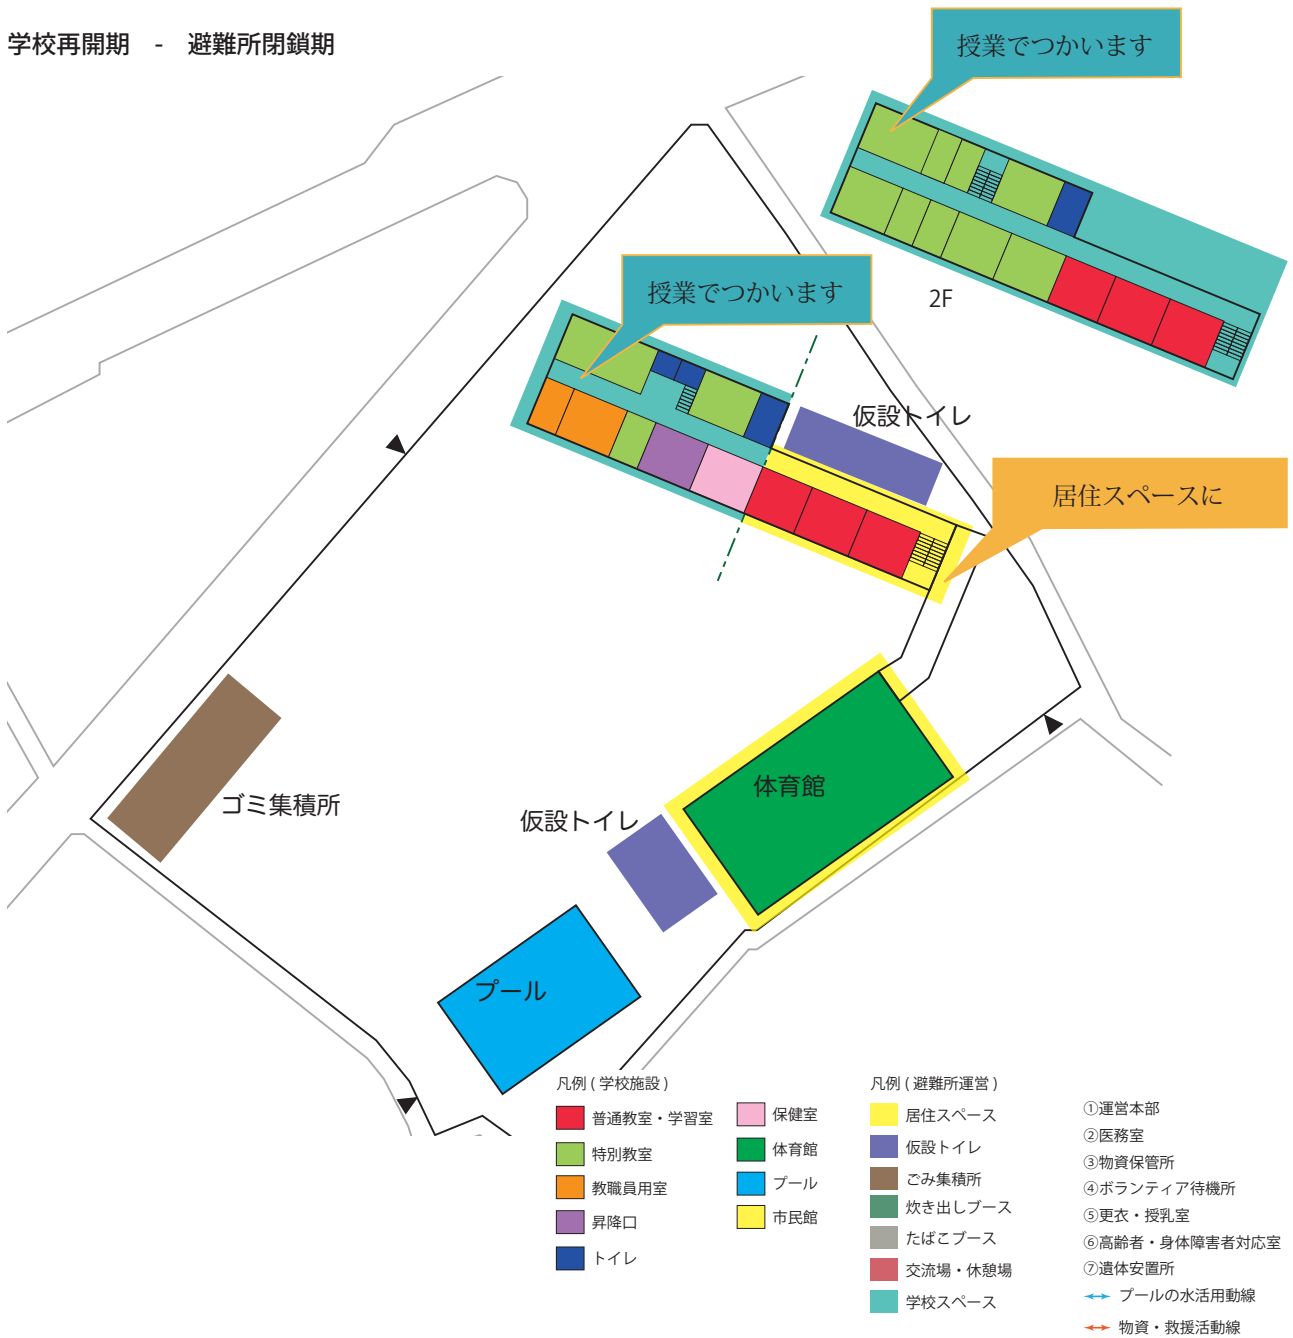 学校再開期　-　避難所閉鎖期
授業でつかいます
授業でつかいます
2F
仮設トイレ
居住スペースに
体育館
仮設トイレ
ゴミ集積所
プール
凡例 ( 学校施設 )
普通教室・学習室
特別教室
教職員用室
昇降口
トイレ
保健室
体育館
プール
市民館
凡例 ( 避難所運営 )
居住スペース
仮設トイレ
ごみ集積所
炊き出しブース
たばこブース
交流場・休憩場
学校スペース
①運営本部
②医務室
③物資保管所
④ボランティア待機所
⑤更衣・授乳室
⑥高齢者・身体障害者対応室
⑦遺体安置所
プールの水活用動線
物資・救援活動線